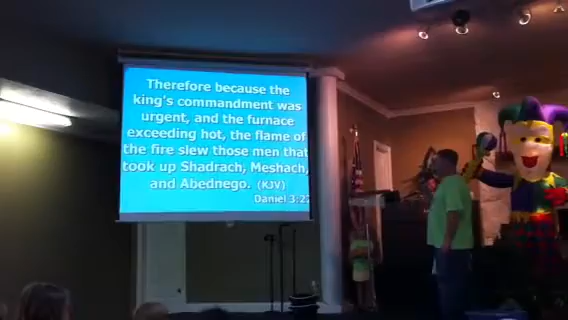 Therefore because the
king's commandment was
urgent, and the furnace
exceeding hot, the flame of
the fire slew those men that
took up Shadrach, Meshach,
and Abednego. (KJV)
Daniel 3:22